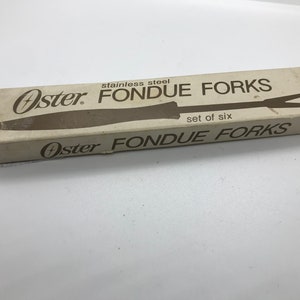 stainless steel
Oster® FONDUE FORKS
set of six
Oster® FONDUE FORKS